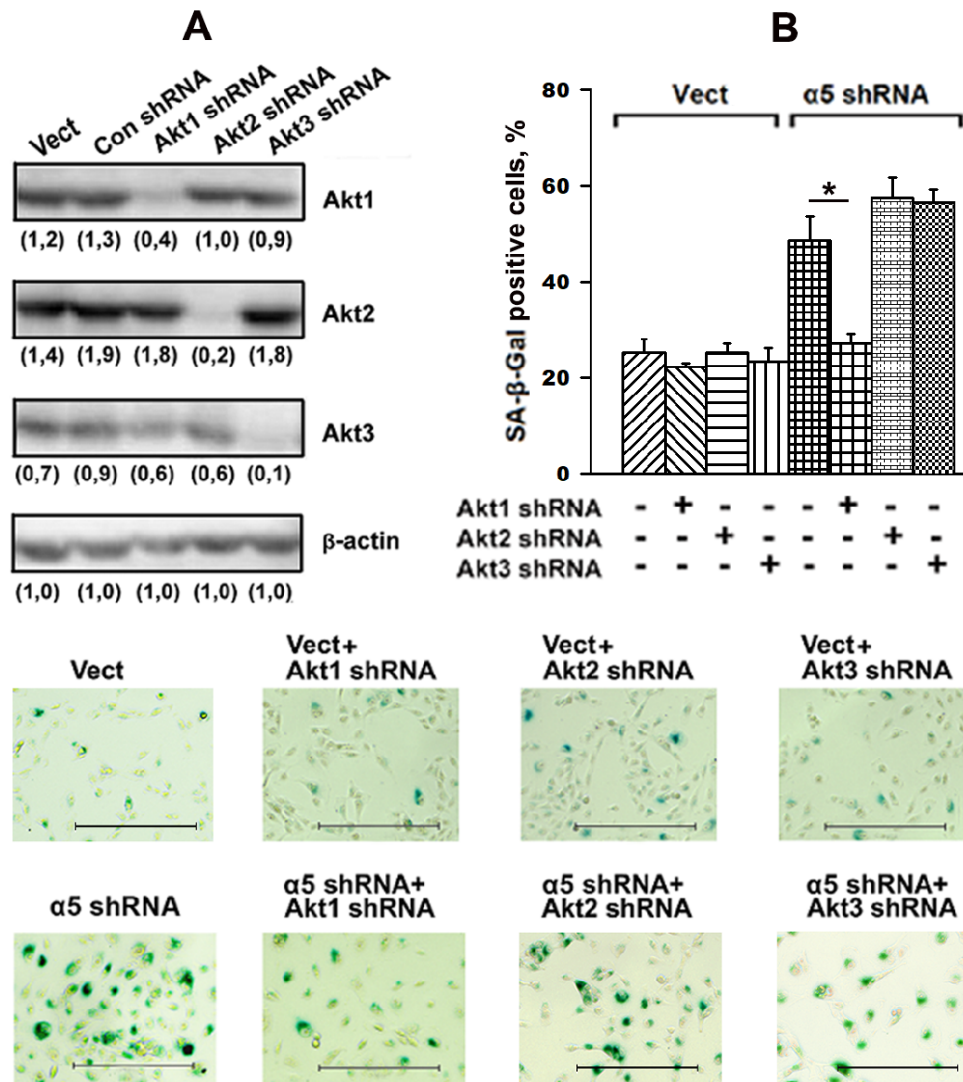 A
Vect
Con shRNA
Akt1 shRNA
Akt2 shRNA
Akt3 shRNA
Akt1
(1,2) (1,3) (0,4) (1,0) (0,9)
Akt2
(1,4) (1,9) (1,8) (0,2) (1,8)
Akt3
(0,7) (0,9) (0,6) (0,6) (0,1)
β-actin
(1,0) (1,0) (1,0) (1,0) (1,0)
B
Vect α5 shRNA
SA-β-Gal positive cells, %
80
60
40
20
0
*
Akt1 shRNA - + - - - + - -
Akt2 shRNA - - + - - - + -
Akt3 shRNA - - - + - - - +
Vect
Vect+
Akt1 shRNA
Vect+
Akt2 shRNA
Vect+
Akt3 shRNA
α5 shRNA
α5 shRNA+
Akt1 shRNA
α5 shRNA+
Akt2 shRNA
α5 shRNA+
Akt3 shRNA